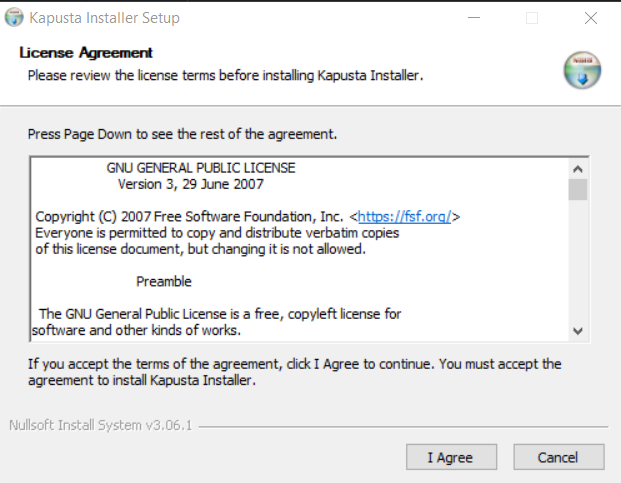 Kapusta Installer Setup
License Agreement
Please review the license terms before installing Kapusta Installer.
Press Page Down to see the rest of the agreement.
GNU GENERAL PUBLIC LICENSE
Version 3, 29 June 2007
Copyright (C) 2007 Free Software Foundation, Inc. <https://fsf.org/>
Everyone is permitted to copy and distribute verbatim copies
of this license document, but changing it is not allowed.
Preamble
The GNU General Public License is a free, copyleft license for
software and other kinds of works.
If you accept the terms of the agreement, click I Agree to continue. You must accept the
agreement to install Kapusta Installer.
Nullsoft Install System v3.06.1
I Agree
Cancel